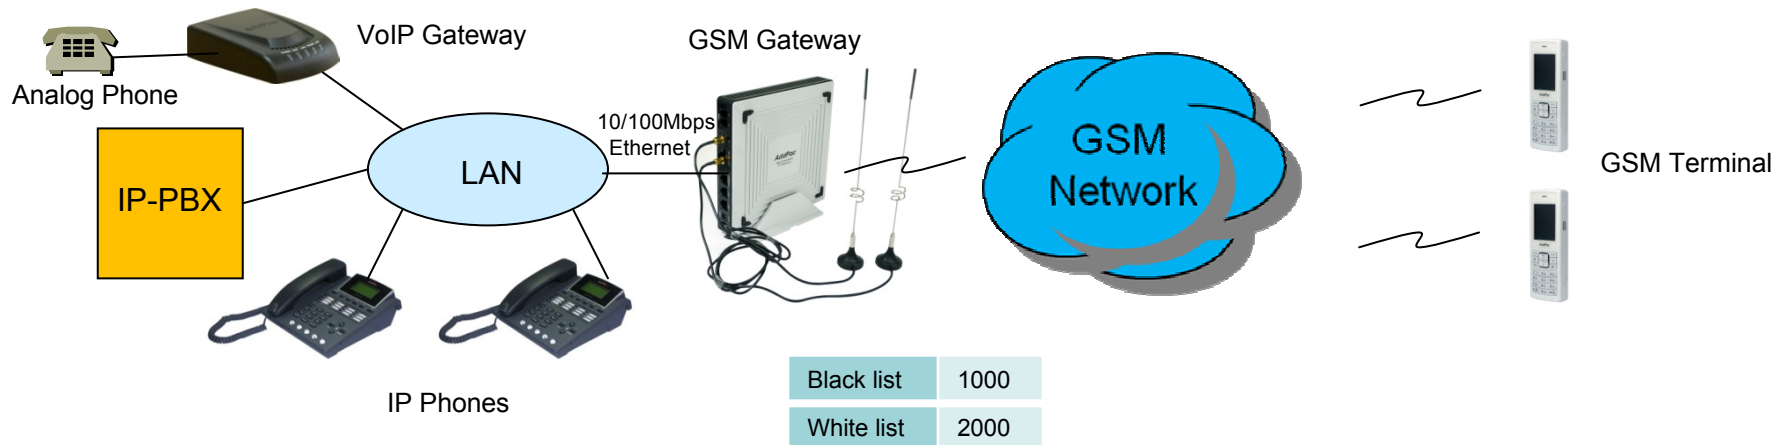 VoIP Gateway
GSM Gateway
Analog Phone
10/100Mbps
Ethernet
AddPac
GSM
Network
LAN
IP-PBX
GSM Terminal
IP Phones
Black list 1000
White list 2000